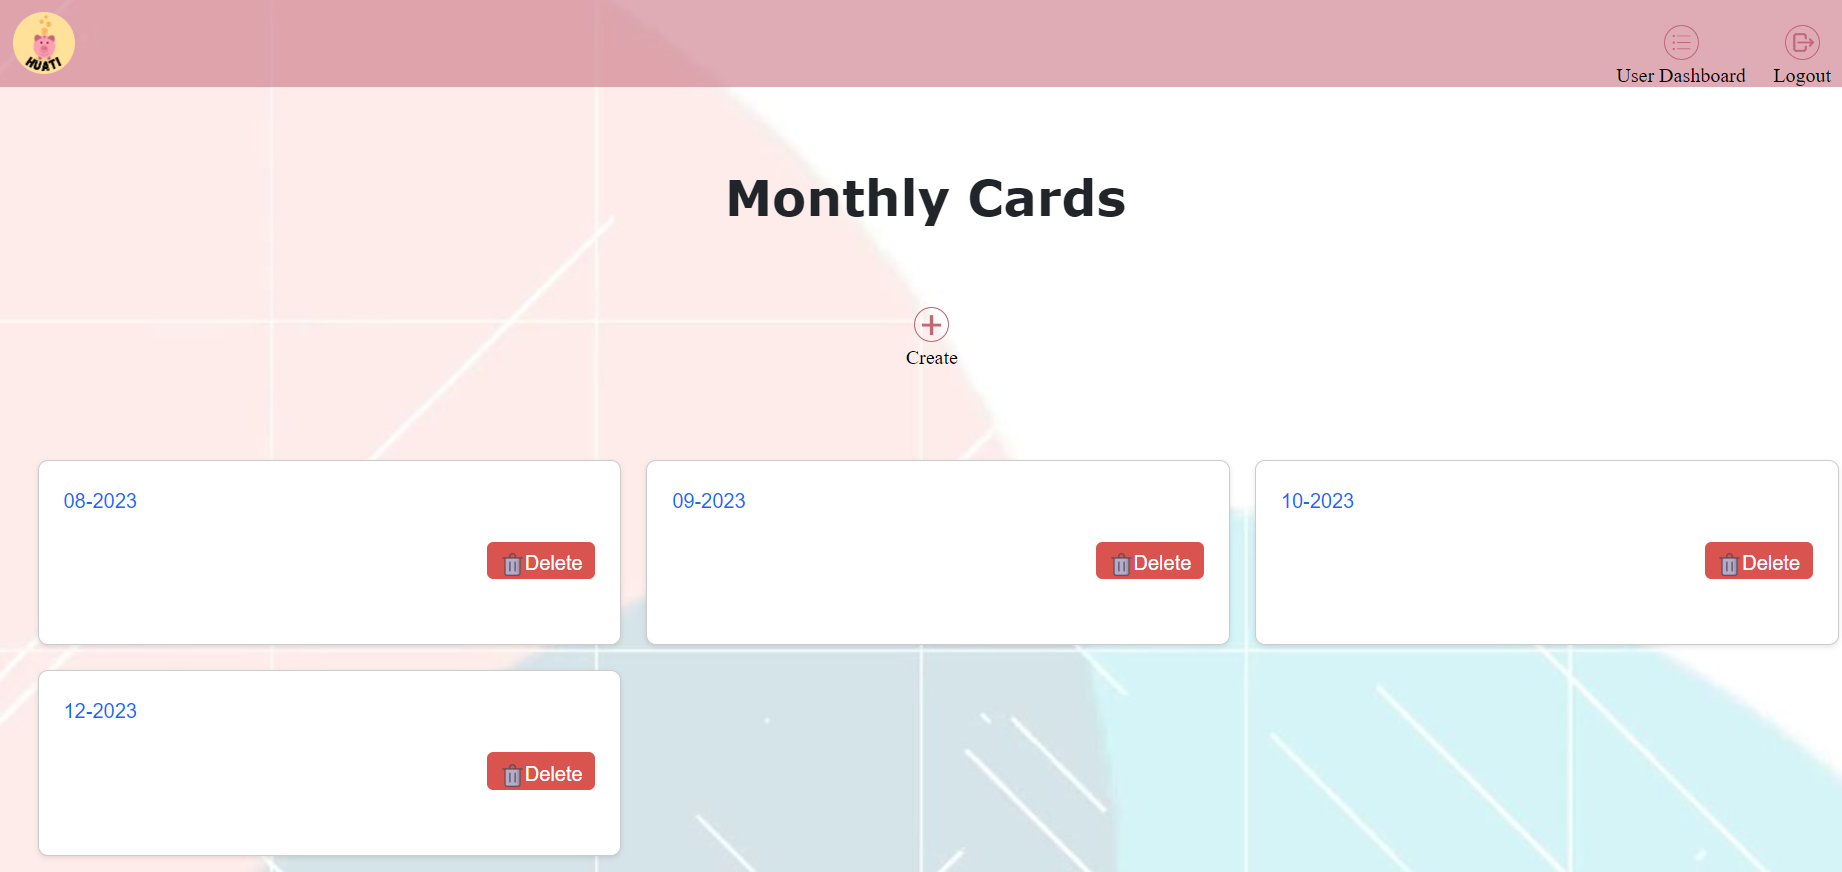 HUAT!
User Dashboard
Logout
Monthly Cards
Create
08-2023
Delete
09-2023
Delete
10-2023
Delete
12-2023
Delete